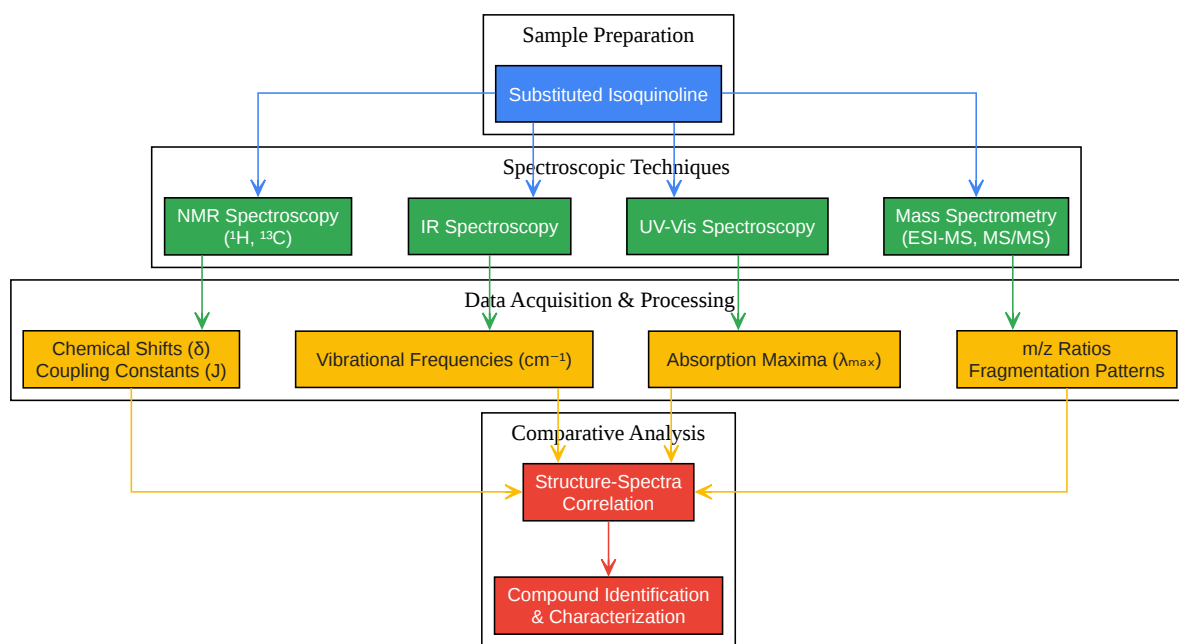 Sample Preparation
Substituted Isoquinoline
Spectroscopic Techniques
NMR Spectroscopy
(¹H, ¹³C)
IR Spectroscopy
UV-Vis Spectroscopy
Mass Spectrometry
(ESI-MS, MS/MS)
Data Acquisition & Processing
Chemical Shifts (δ)
Coupling Constants (J)
Vibrational Frequencies (cm⁻¹)
Absorption Maxima (λₘₐₓ)
m/z Ratios
Fragmentation Patterns
Comparative Analysis
Structure-Spectra
Correlation
Compound Identification
& Characterization